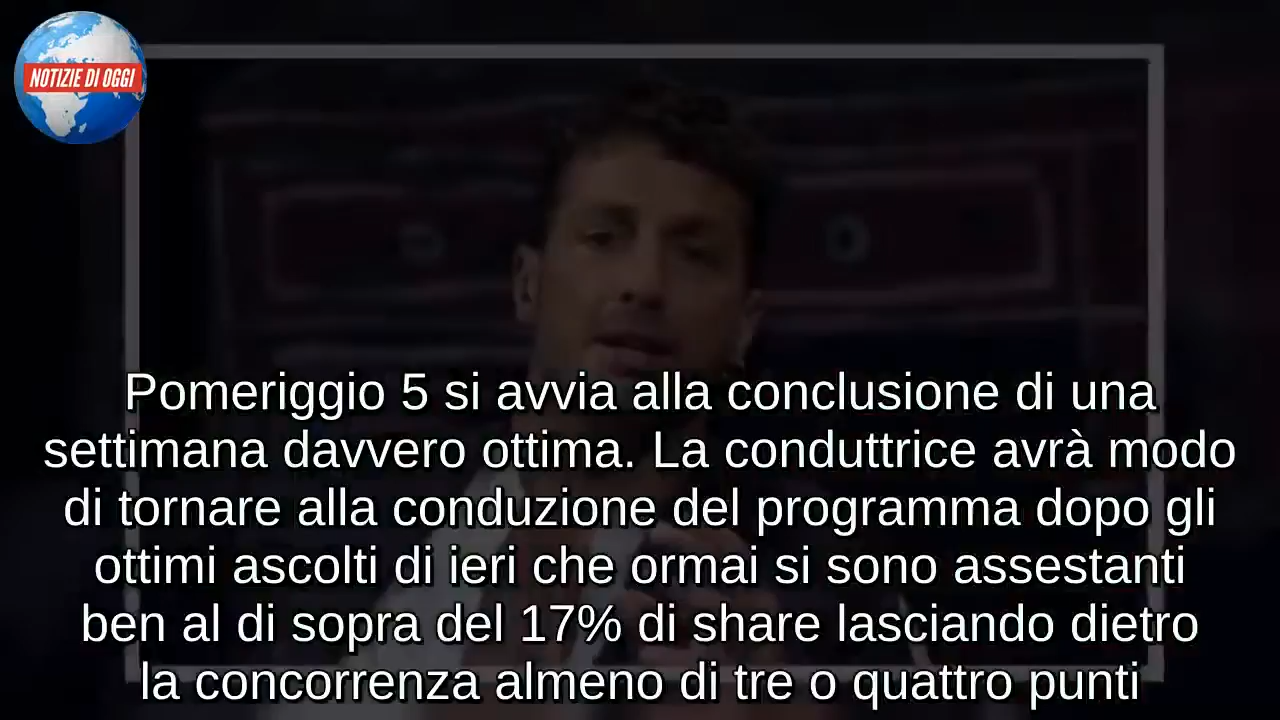 NOTIZIE DI OGGI
Pomeriggio 5 si avvia alla conclusione di una
settimana davvero ottima. La conduttrice avrà modo
di tornare alla conduzione del programma dopo gli
ottimi ascolti di ieri che ormai si sono assestanti
ben al di sopra del 17% di share lasciando dietro
la concorrenza almeno di tre o quattro punti